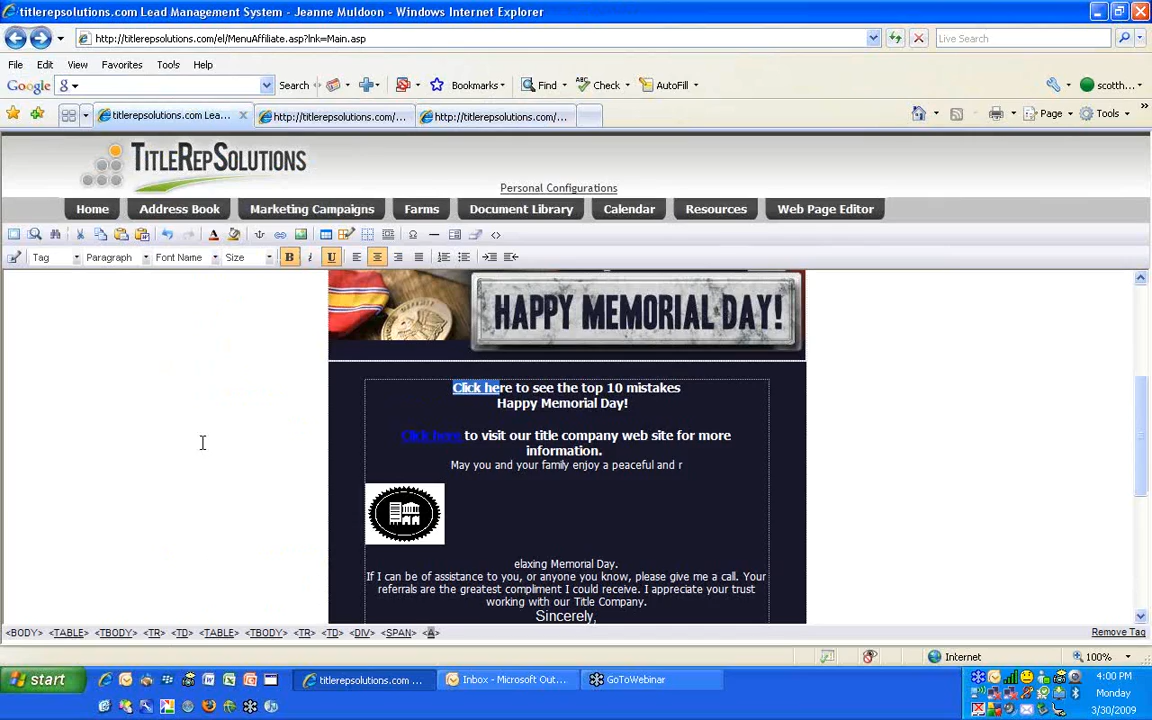 titlerepsolutions.com Lead Management System - Jeanne Muldoon - Windows Internet Explorer
http://titlerepsolutions.com/el/MenuAffiliate.asp?lnk=Main.asp
Live Search
File Edit View Favorites Tools Help
Google g Search Bookmarks Find Check AutoFill scotth...
titlerepsolutions.com Lea... http://titlerepsolutions.com/... http://titlerepsolutions.com/... Page Tools
TITLEREPSOLUTIONS
Personal Configurations
Home Address Book Marketing Campaigns Farms Document Library Calendar Resources Web Page Editor
Tag Paragraph Font Name Size B i U
HAPPY MEMORIAL DAY!
Click here to see the top 10 mistakes
Happy Memorial Day!
Click here to visit our title company web site for more
information.
May you and your family enjoy a peaceful and r
elaxing Memorial Day.
If I can be of assistance to you, or anyone you know, please give me a call. Your
referrals are the greatest compliment I could receive. I appreciate your trust
working with our Title Company.
Sincerely,
<BODY> <TABLE> <TBODY> <TR> <TD> <TABLE> <TBODY> <TR> <TD> <DIV> <SPAN> <A> Remove Tag
Internet 100%
start titlerepsolutions.com ... Inbox - Microsoft Out... GoToWebinar
4:00 PM
Monday
3/30/2009